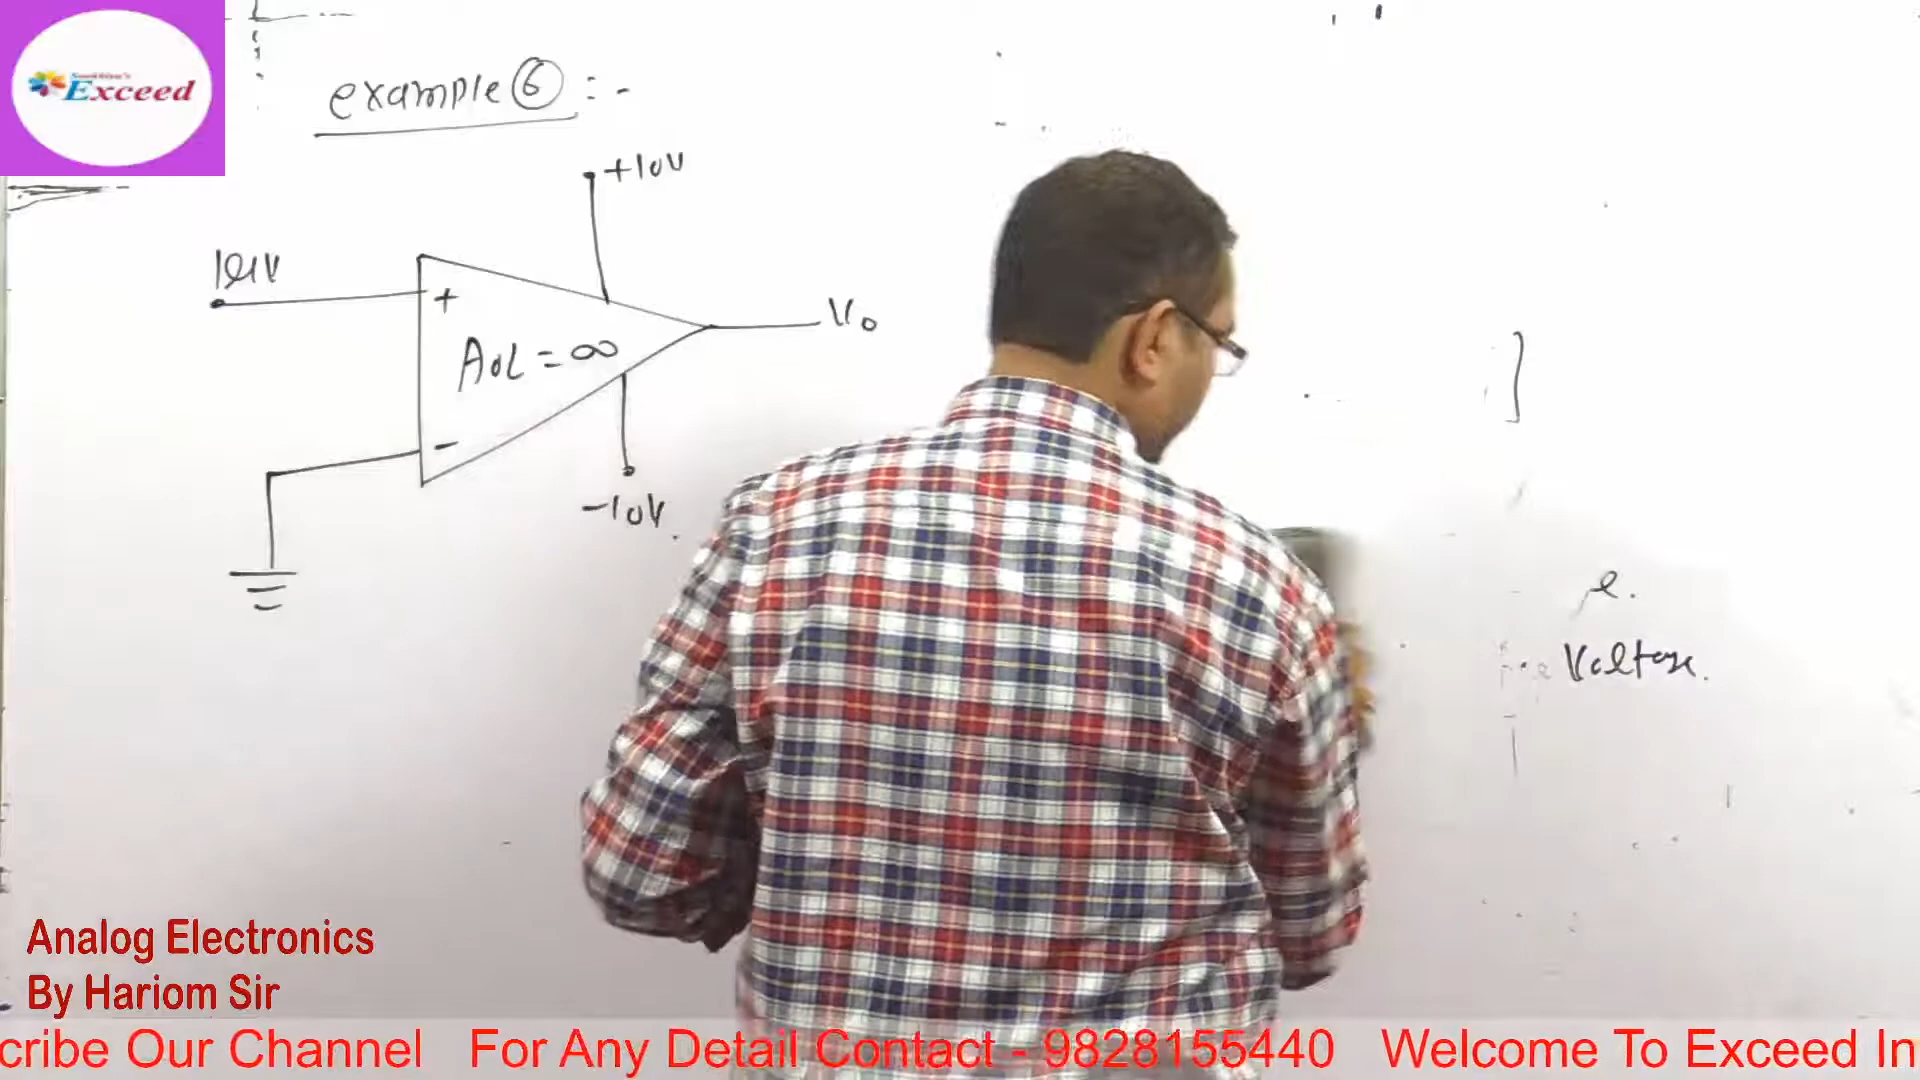 Exceed
example ⑥ :-
+10V
+
AOL = ∞
Vo
-
-10V
Voltage.
Analog Electronics
By Hariom Sir
cribe Our Channel For Any Detail Contact - 9828155440 Welcome To Exceed In